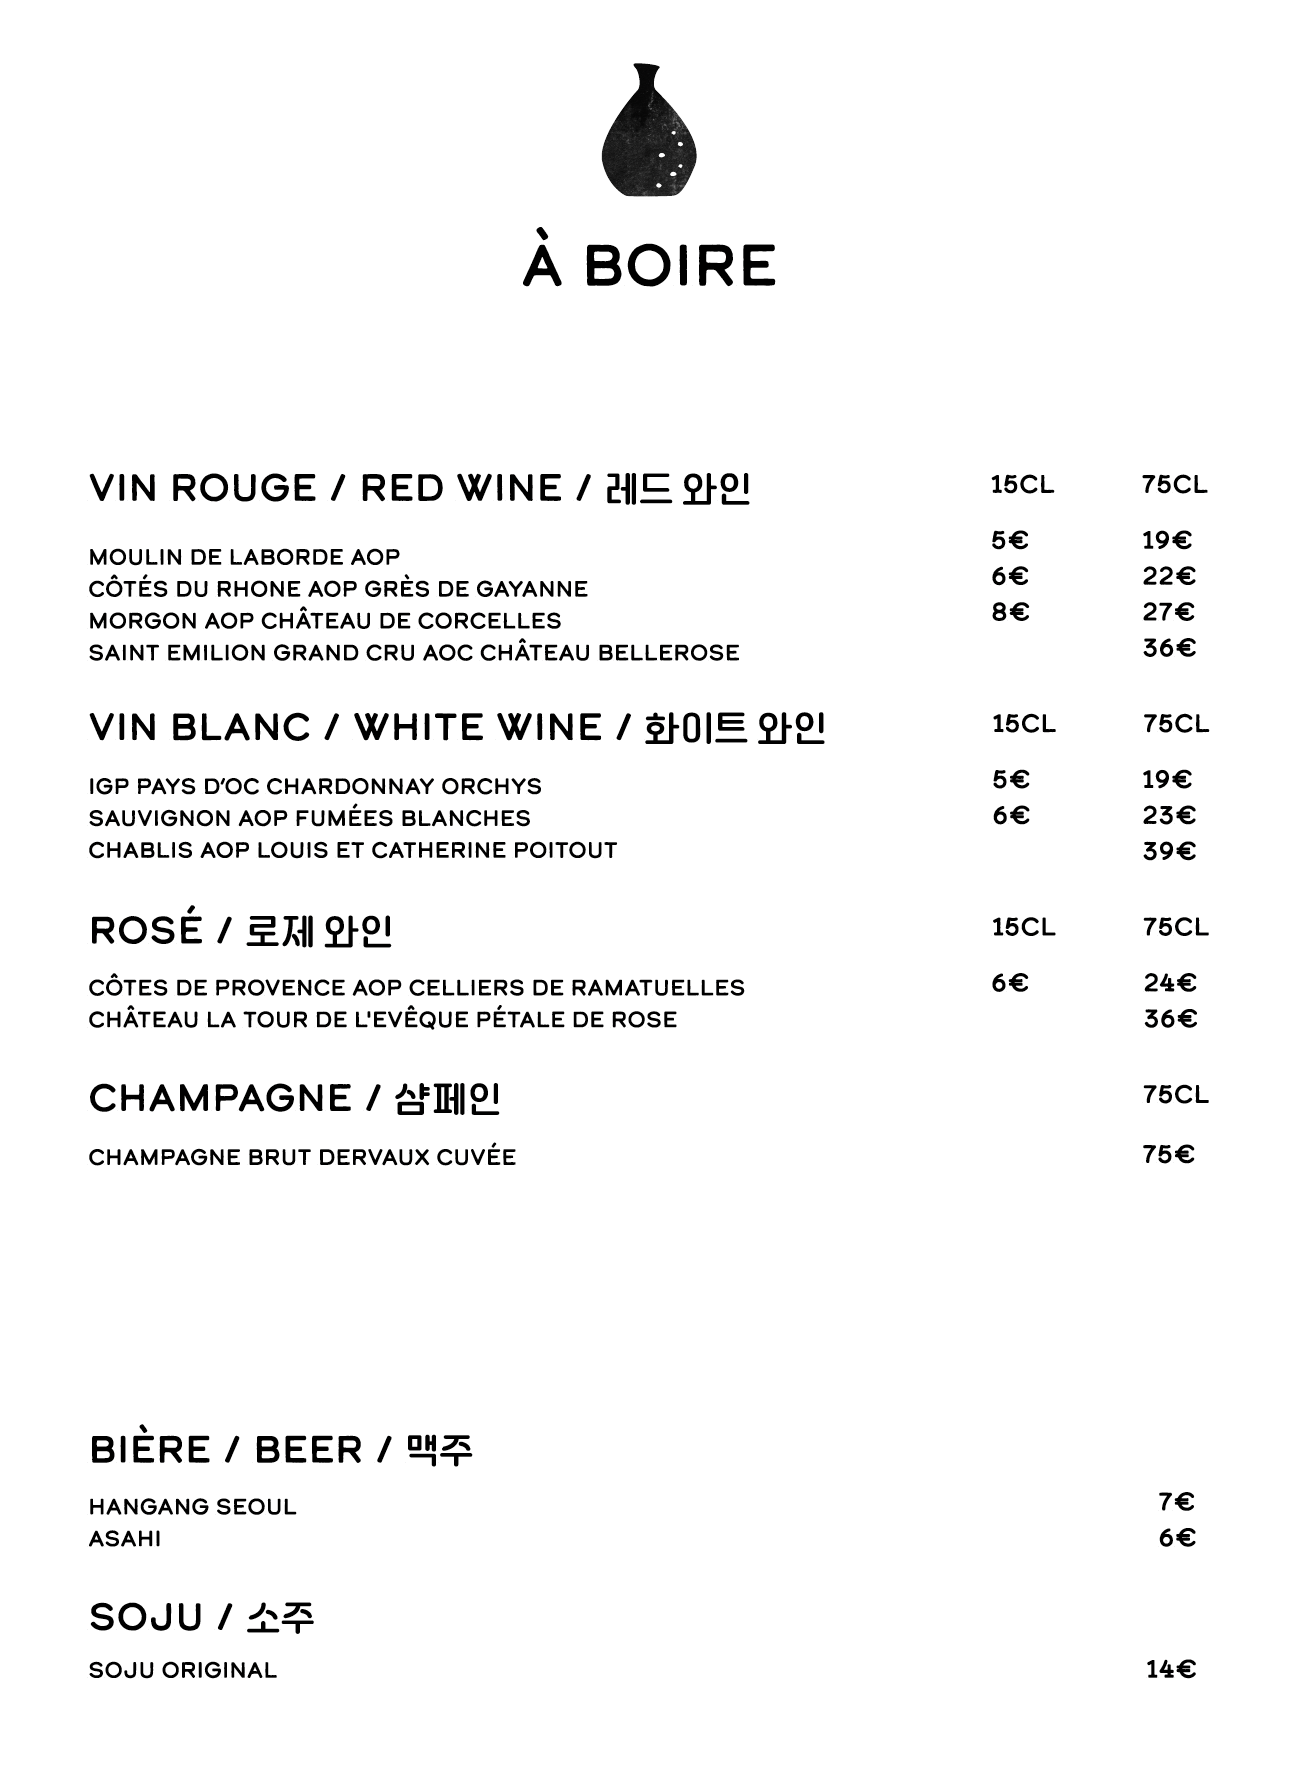 À BOIRE
VIN ROUGE / RED WINE / 레드 와인 15CL 75CL
MOULIN DE LABORDE AOP 5€ 19€
CÔTÉS DU RHONE AOP GRÈS DE GAYANNE 6€ 22€
MORGON AOP CHÂTEAU DE CORCELLES 8€ 27€
SAINT EMILION GRAND CRU AOC CHÂTEAU BELLEROSE 36€
VIN BLANC / WHITE WINE / 화이트 와인 15CL 75CL
IGP PAYS D’OC CHARDONNAY ORCHYS 5€ 19€
SAUVIGNON AOP FUMÉES BLANCHES 6€ 23€
CHABLIS AOP LOUIS ET CATHERINE POITOUT 39€
ROSÉ / 로제 와인 15CL 75CL
CÔTES DE PROVENCE AOP CELLIERS DE RAMATUELLES 6€ 24€
CHÂTEAU LA TOUR DE L'EVÊQUE PÉTALE DE ROSE 36€
CHAMPAGNE / 샴페인 75CL
CHAMPAGNE BRUT DERVAUX CUVÉE 75€
BIÈRE / BEER / 맥주
HANGANG SEOUL 7€
ASAHI 6€
SOJU / 소주
SOJU ORIGINAL 14€